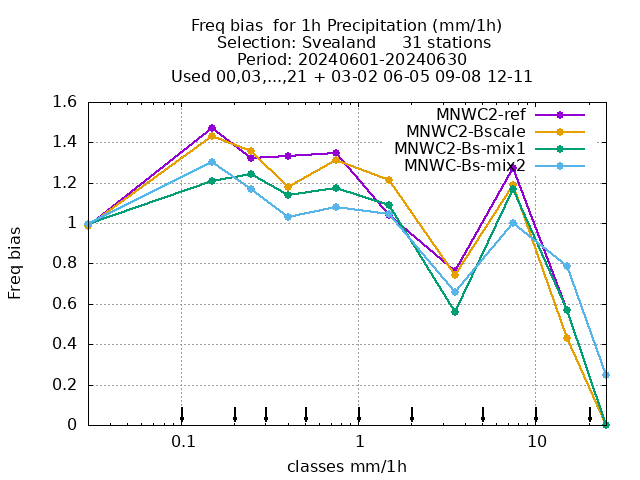 Freq bias  for 1h Precipitation (mm/1h)
Selection: Svealand     31 stations
Period: 20240601-20240630
Used 00,03,...,21 + 03-02 06-05 09-08 12-11
MNWC2-ref
MNWC2-Bscale
MNWC2-Bs-mix1
MNWC-Bs-mix2
1.6
1.4
1.2
1
0.8
0.6
0.4
0.2
0
Freq bias
0.1
1
10
classes mm/1h